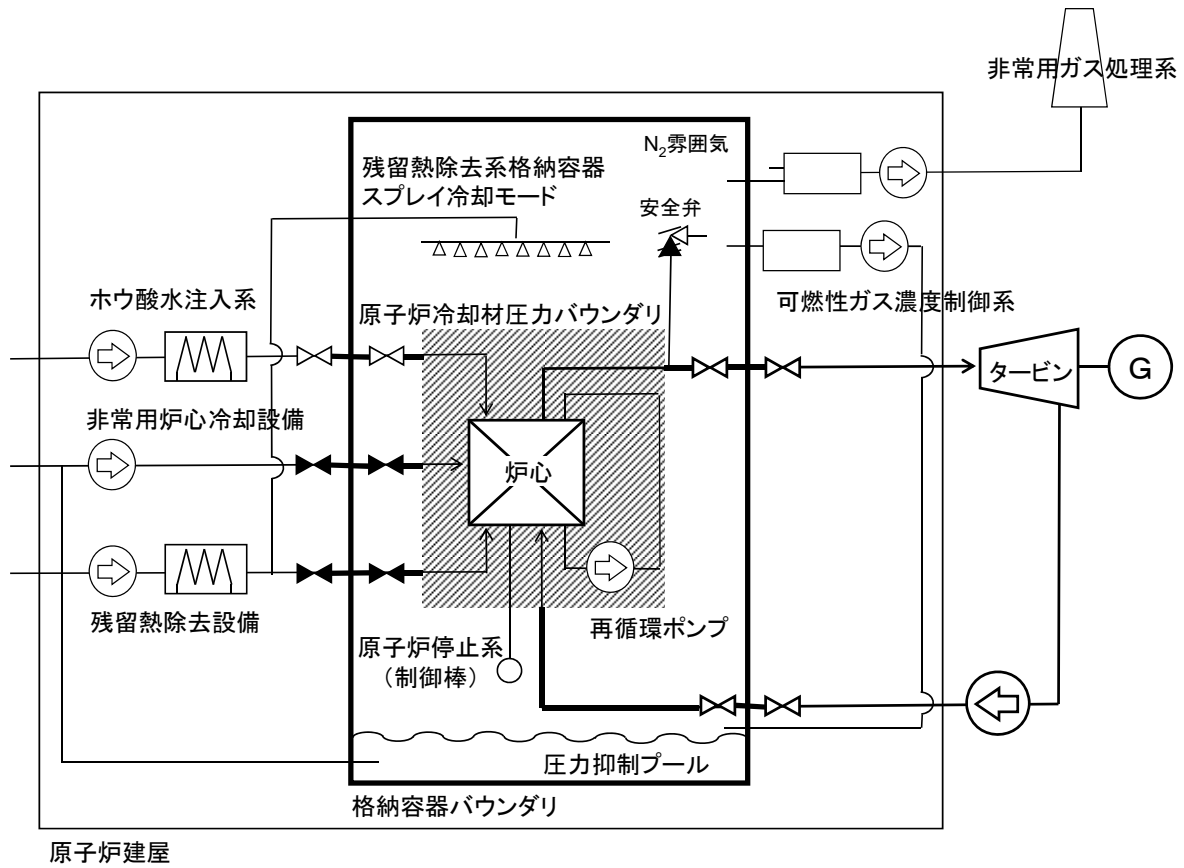 非常用ガス処理系
N2雰囲気
残留熱除去系格納容器
スプレイ冷却モード
安全弁
ホウ酸水注入系
原子炉冷却材圧力バウンダリ
可燃性ガス濃度制御系
タービン
G
非常用炉心冷却設備
炉心
残留熱除去設備
再循環ポンプ
原子炉停止系
（制御棒）
圧力抑制プール
格納容器バウンダリ
原子炉建屋